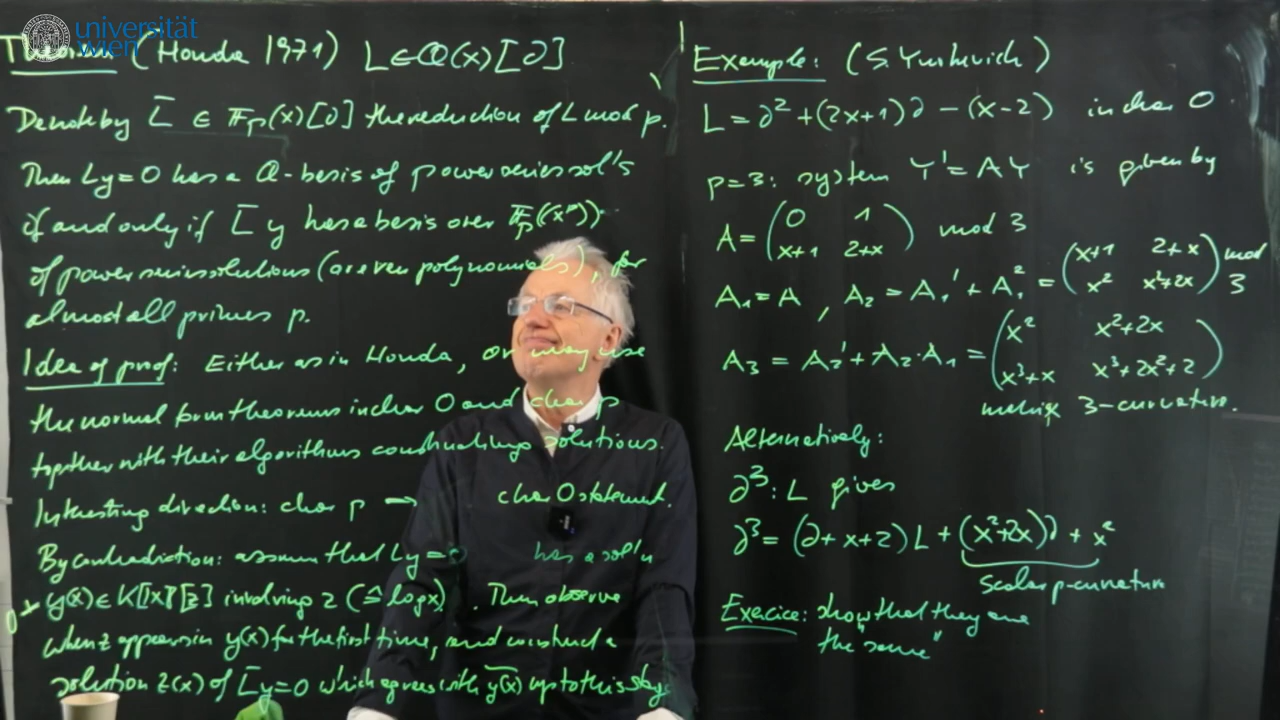 universität
wien
Theorem (Honda 1971) L ∈ Q(x)[∂]
Denote by L̄ ∈ F_p(x)[∂] the reduction of L mod p.
Then Ly=0 has a Q-basis of power series sol's
if and only if L̄ y has a basis over F_p((x^p))
of power series solutions (or even polynomials), for
almost all primes p.
Idea of proof: Either as in Honda, or may use
the normal form theorems in char 0 and char p
together with their algorithms constructing solutions.
Interesting direction: char p → char 0 statement.
By contradiction: assume that Ly=0 has a sol'n
y(x) ∈ K[[x]][z] involving z (≙ log x). Then observe
when z appears in y(x) for the first time, and construct a
solution z(x) of L̄y=0 which agrees with ȳ(x) up to this stage
Example: (S. Yurkevich)
L = ∂² + (2x+1)∂ − (x−2) in char 0
p=3: system Y' = AY is given by
A = (0 1 / x+1 2+x) mod 3
A₁ = A, A₂ = A₁' + A₁² = (x+1 2+x / x² x²+2x) mod 3
A₃ = A₂' + A₂·A₁ = (x² x²+2x / x³+x x³+2x²+2)
matrix 3-curvature.
Alternatively:
∂³ : L gives
∂³ = (∂+x+2)L + (x²+2x)∂ + x²
scalar p-curvature
Exercice: show that they are
"the same"